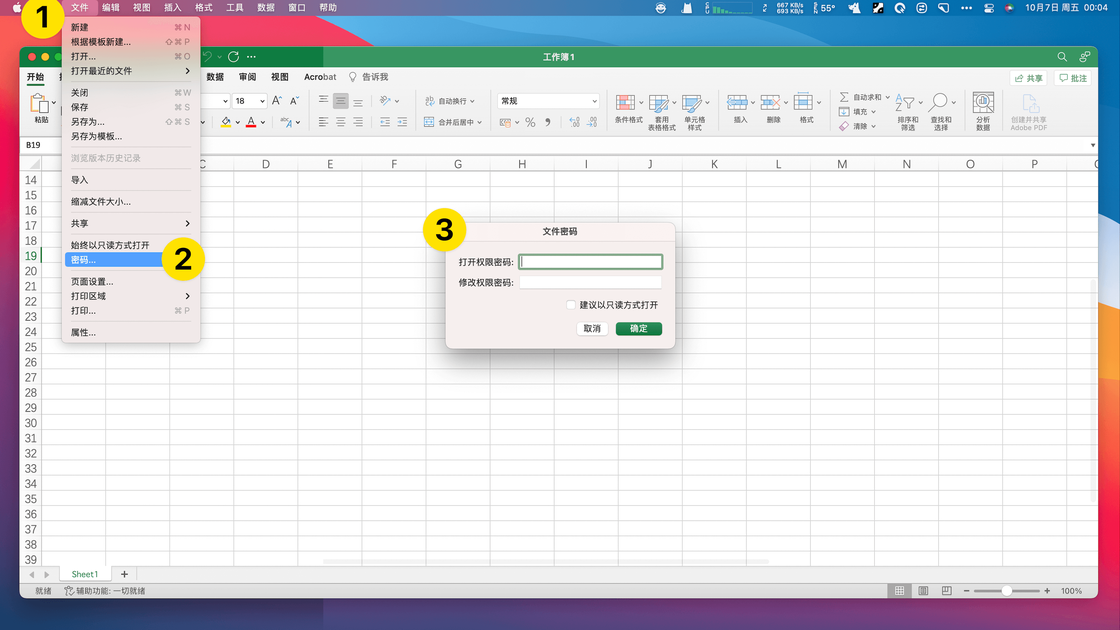 文件 编辑 视图 插入 格式 工具 数据 窗口 帮助
667 KB/s
693 KB/s
55°
10月7日 周五 00:04
1
新建 ⌘ N
根据模板新建... ⇧ ⌘ P
打开... ⌘ O
打开最近的文件
关闭 ⌘ W
保存 ⌘ S
另存为... ⇧ ⌘ S
另存为模板...
浏览版本历史记录
导入
缩减文件大小...
共享
始终以只读方式打开
密码...
2
页面设置...
打印区域
打印... ⌘ P
属性...
工作簿1
开始 数据 审阅 视图 Acrobat 告诉我
共享 批注
粘贴
18
自动换行
合并后居中
常规
条件格式
套用
表格格式
单元格
样式
插入
删除
格式
自动求和
填充
清除
排序和
筛选
查找和
选择
分析
数据
创建并共享
Adobe PDF
B19
C D E F G H I J K L M N O P
14
15
16
17
18
19
20
21
22
23
24
25
26
27
28
29
30
31
32
33
34
35
36
37
38
39
3
文件密码
打开权限密码:
修改权限密码:
建议以只读方式打开
取消 确定
Sheet1 +
就绪 辅助功能: 一切就绪
100%